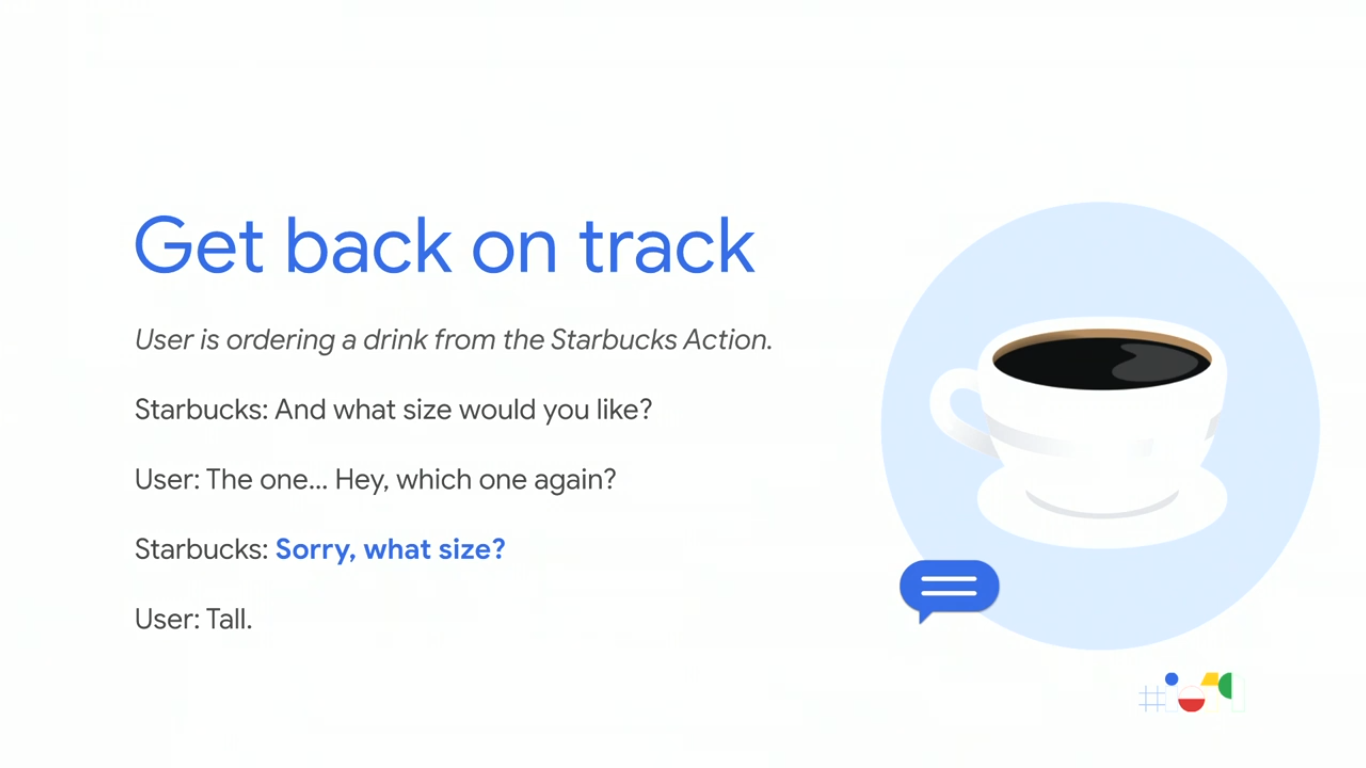 Get back on track
User is ordering a drink from the Starbucks Action.
Starbucks: And what size would you like?
User: The one... Hey, which one again?
Starbucks: Sorry, what size?
User: Tall.